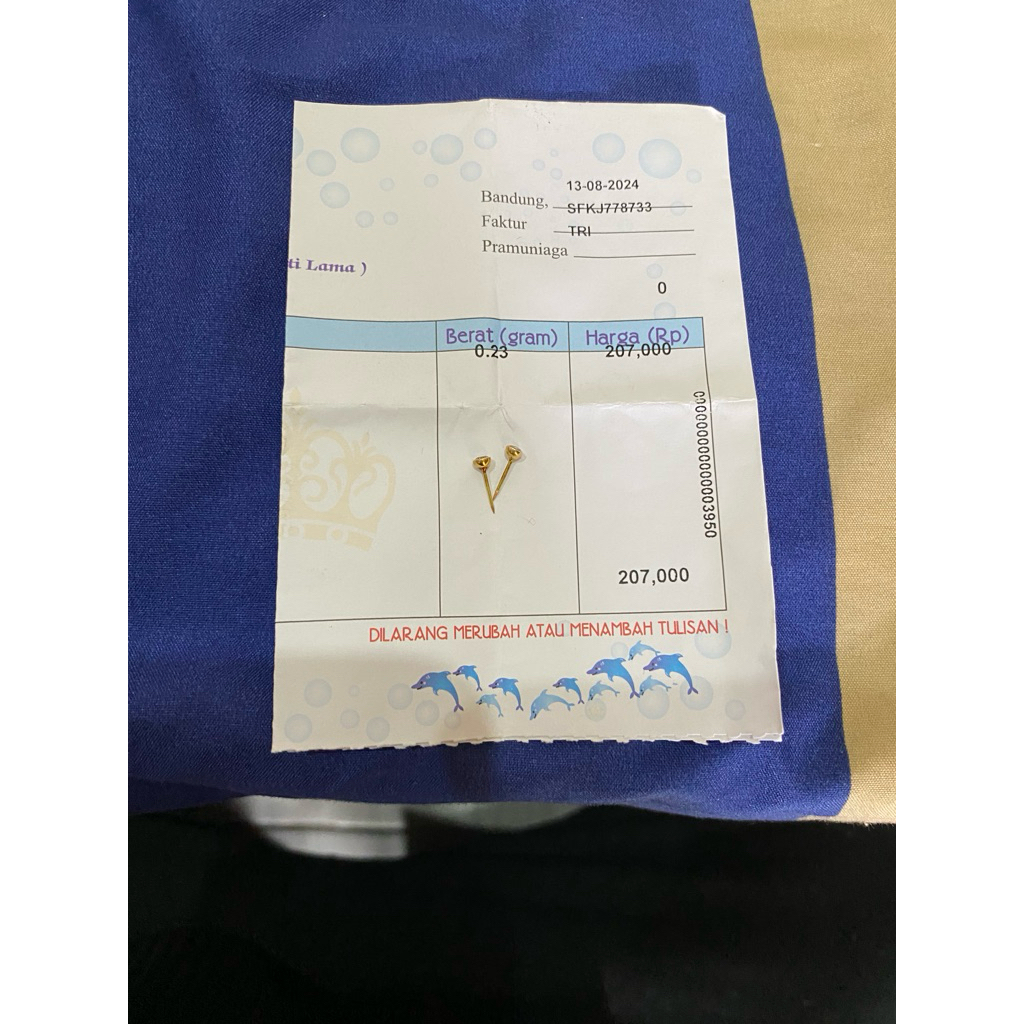 13-08-2024
Bandung,
SFKJ778733
Faktur
TRI
Pramuniaga
ti Lama )
0
Berat (gram)
Harga (Rp)
0.23
207,000
207,000
DILARANG MERUBAH ATAU MENAMBAH TULISAN !